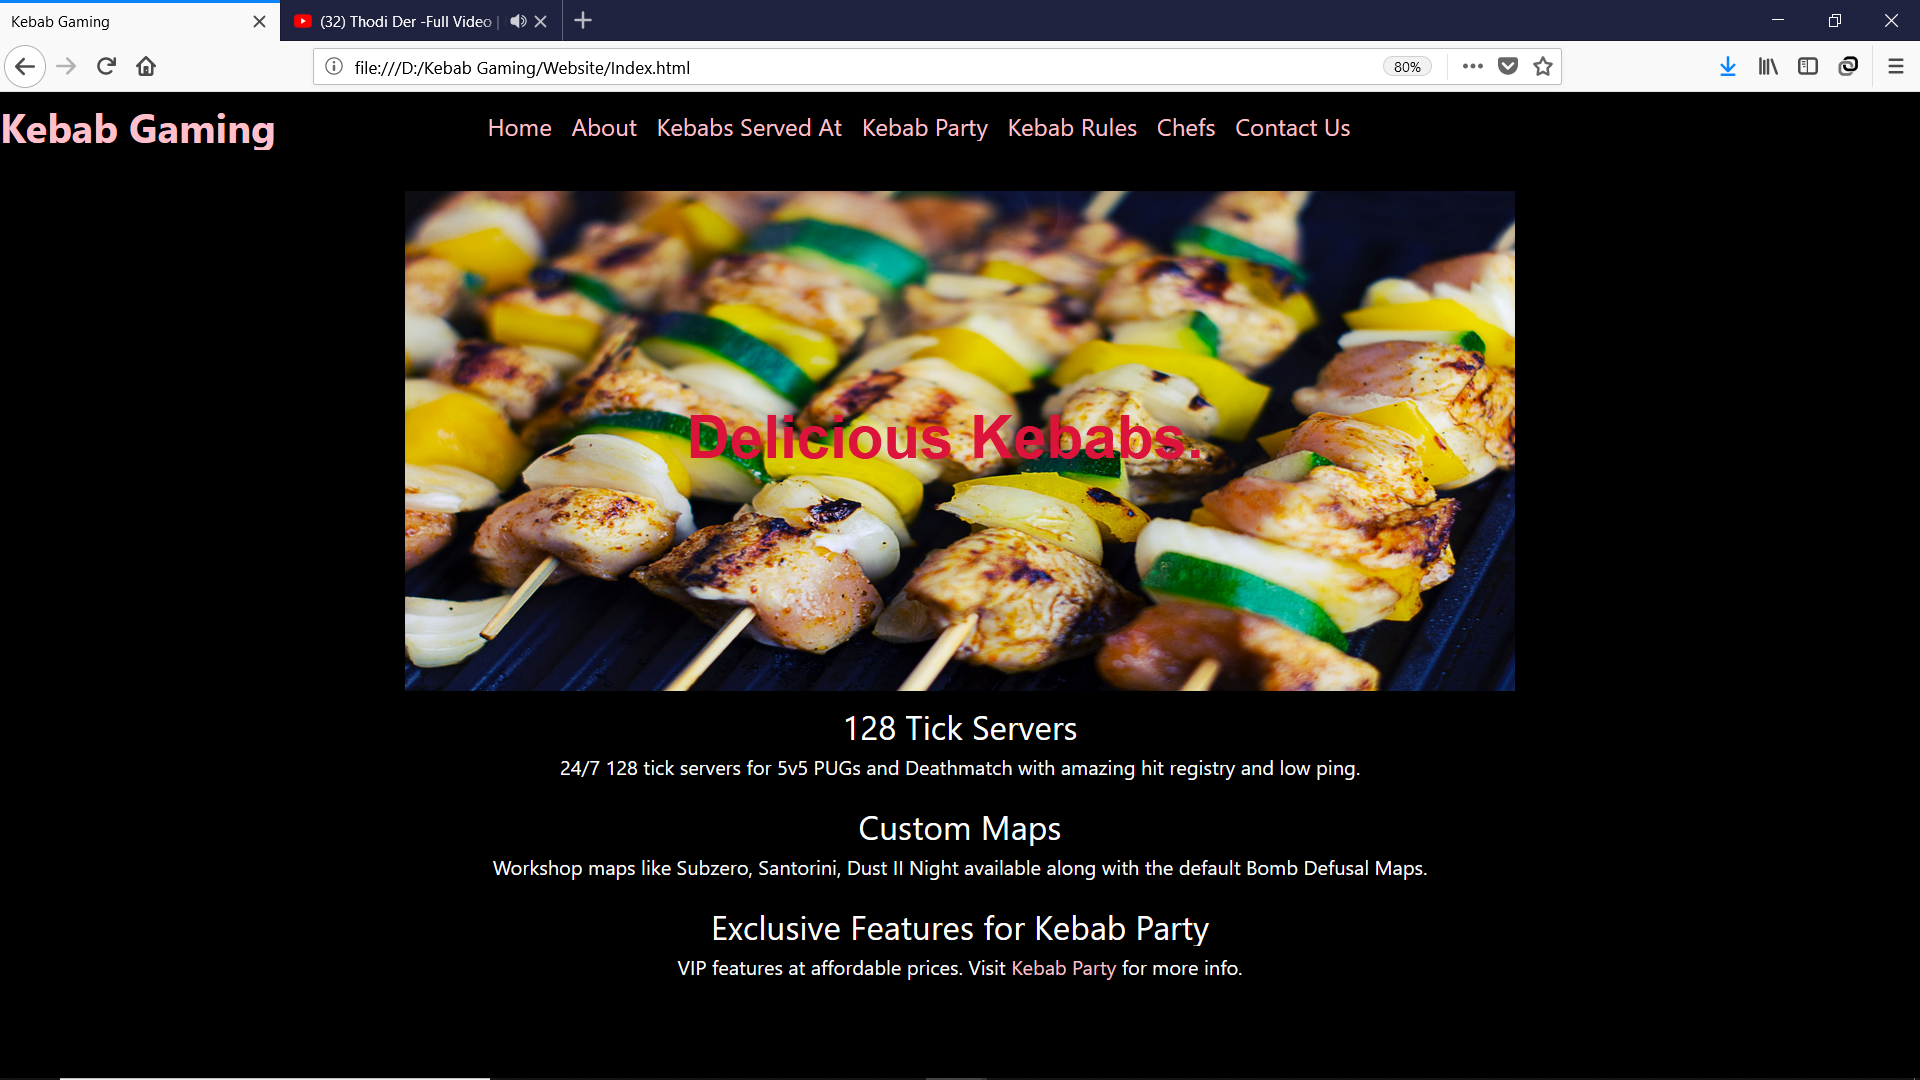 Kebab Gaming
(32) Thodi Der -Full Video |
file:///D:/Kebab Gaming/Website/Index.html
80%
Kebab Gaming
Home About Kebabs Served At Kebab Party Kebab Rules Chefs Contact Us
Delicious Kebabs.
128 Tick Servers
24/7 128 tick servers for 5v5 PUGs and Deathmatch with amazing hit registry and low ping.
Custom Maps
Workshop maps like Subzero, Santorini, Dust II Night available along with the default Bomb Defusal Maps.
Exclusive Features for Kebab Party
VIP features at affordable prices. Visit Kebab Party for more info.